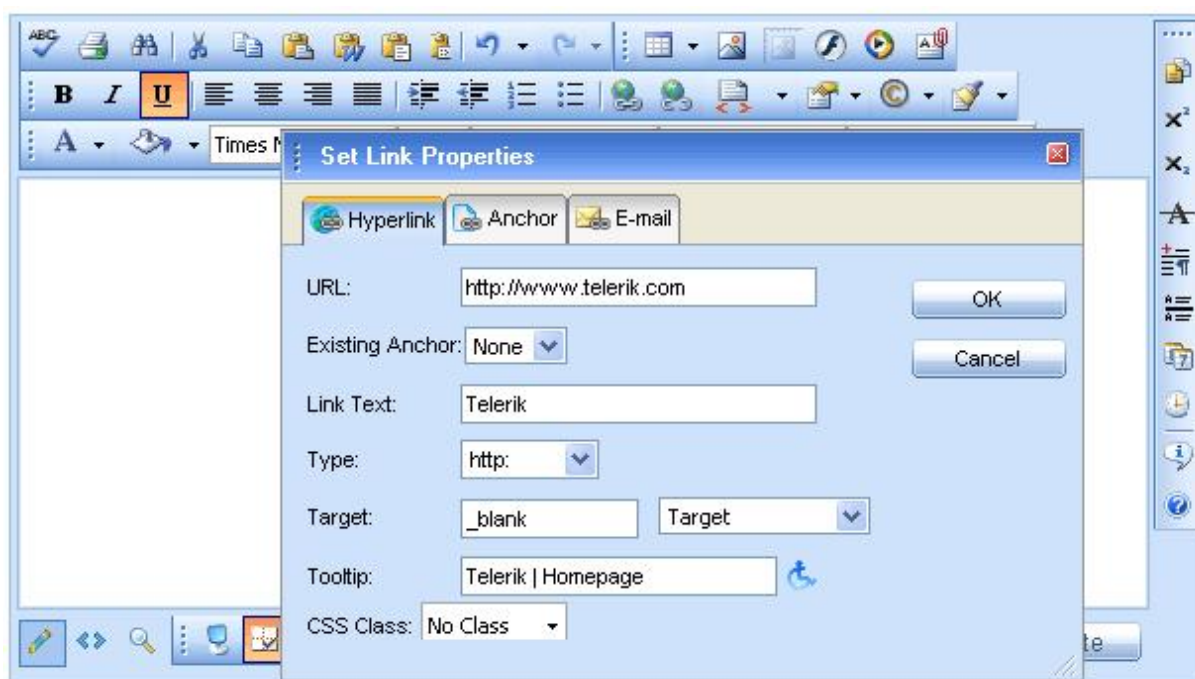 ABC
B I U
A Times N
Set Link Properties
Hyperlink Anchor E-mail
URL: http://www.telerik.com
OK
Existing Anchor: None
Cancel
Link Text: Telerik
Type: http:
Target: _blank Target
Tooltip: Telerik | Homepage
CSS Class: No Class
te